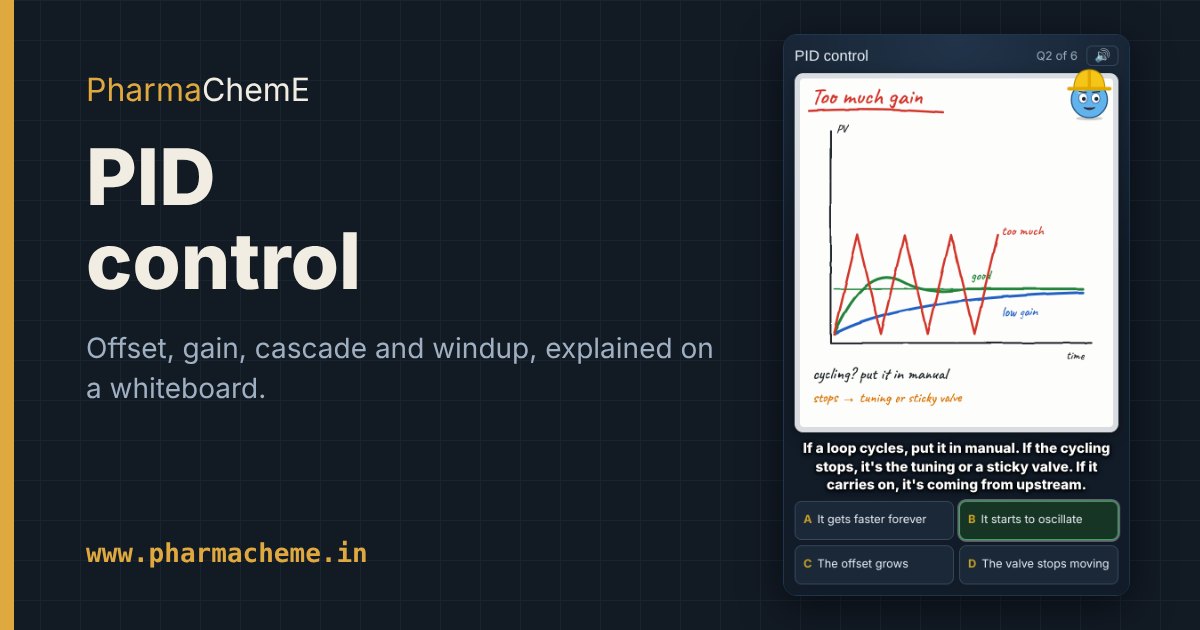 PharmaChemE
PID
control
Offset, gain, cascade and windup, explained on
a whiteboard.
www.pharmacheme.in
PID control
Q2 of 6
Too much gain
PV
too much
good
low gain
time
cycling? put it in manual
stops → tuning or sticky valve
If a loop cycles, put it in manual. If the cycling
stops, it's the tuning or a sticky valve. If it
carries on, it's coming from upstream.
A It gets faster forever
B It starts to oscillate
C The offset grows
D The valve stops moving